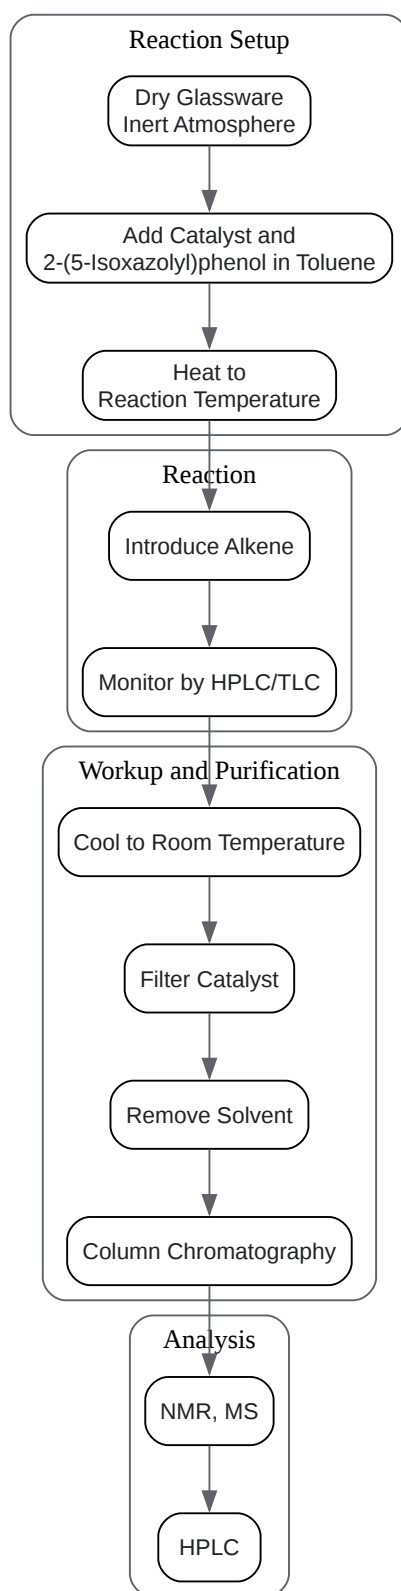 Reaction Setup
Dry Glassware
Inert Atmosphere
Add Catalyst and
2-(5-Isoxazolyl)phenol in Toluene
Heat to
Reaction Temperature
Reaction
Introduce Alkene
Monitor by HPLC/TLC
Workup and Purification
Cool to Room Temperature
Filter Catalyst
Remove Solvent
Column Chromatography
Analysis
NMR, MS
HPLC